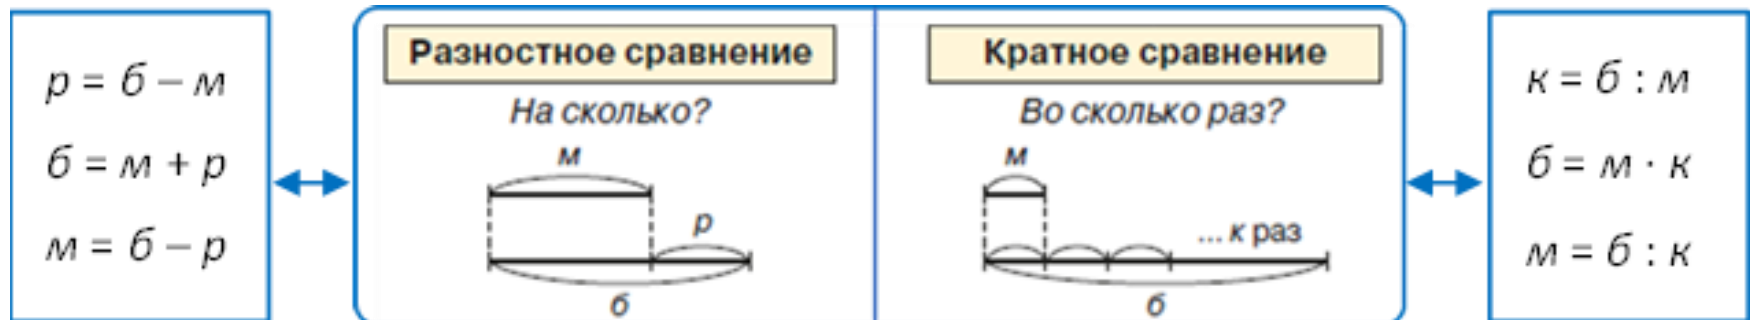 р = б – м
б = м + р
м = б – р
Разностное сравнение
На сколько?
м
р
б
Кратное сравнение
Во сколько раз?
м
... к раз
б
к = б : м
б = м · к
м = б : к